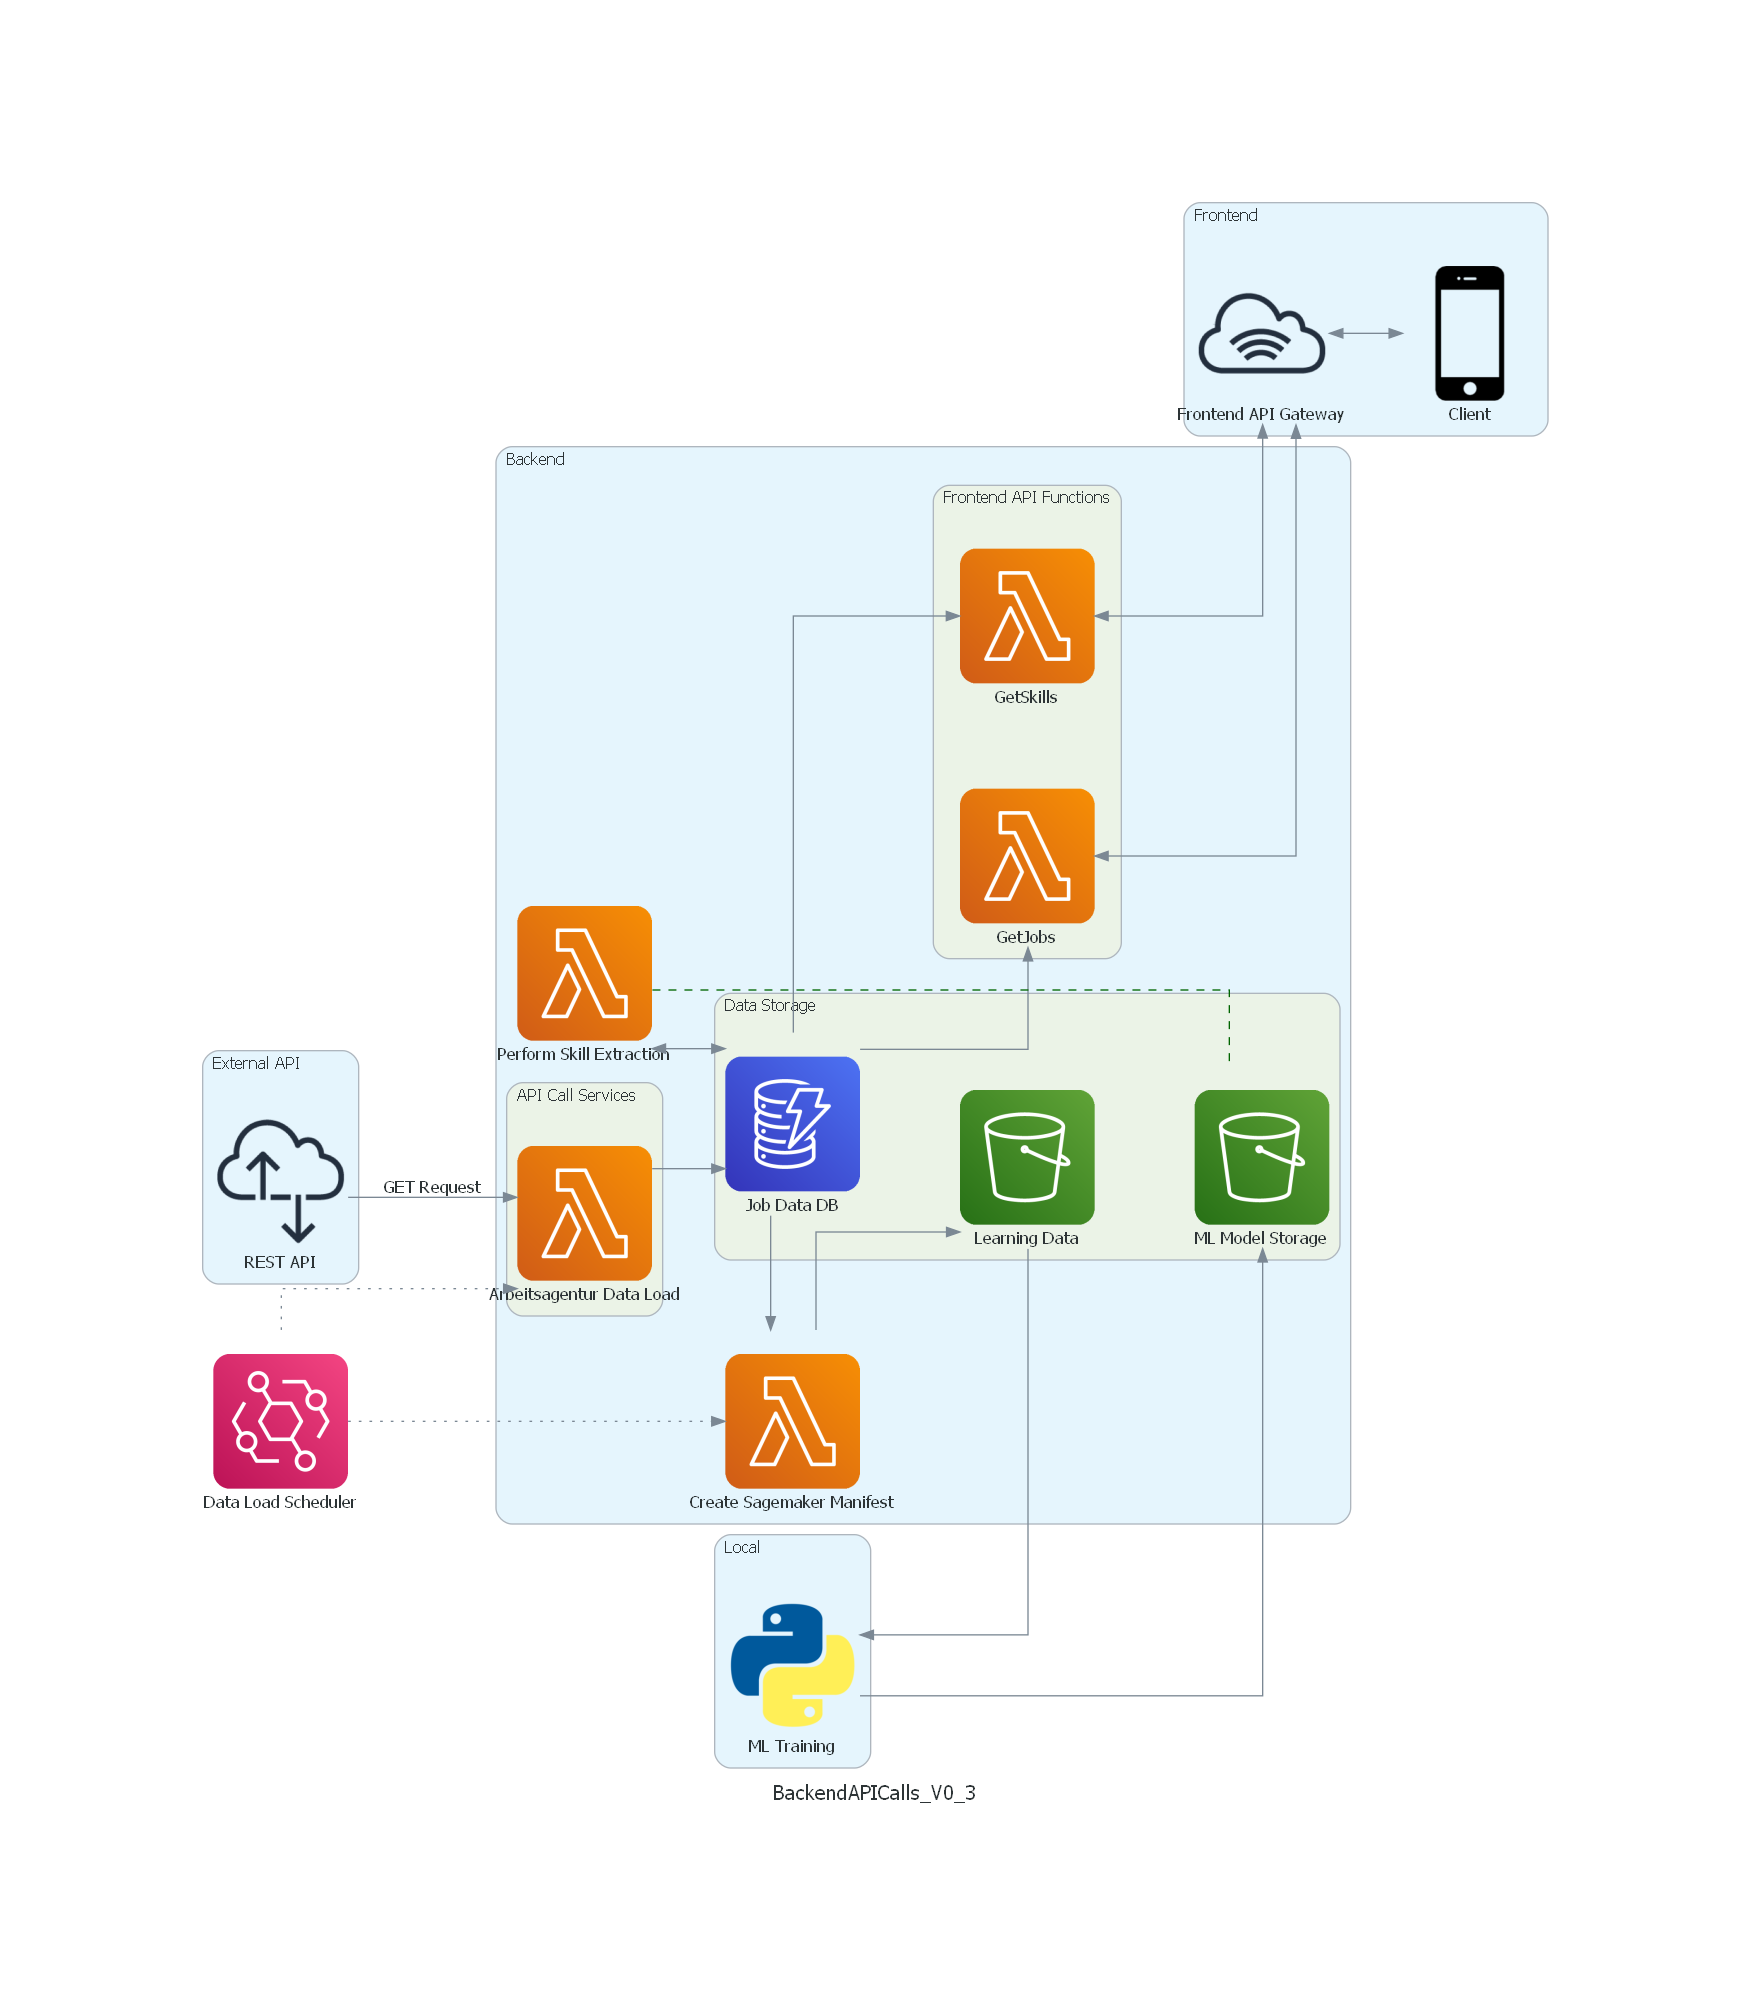 Frontend
Frontend API Gateway
Client
Backend
Frontend API Functions
GetSkills
GetJobs
Perform Skill Extraction
Data Storage
External API
API Call Services
GET Request
Job Data DB
Learning Data
ML Model Storage
REST API
Arbeitsagentur Data Load
Data Load Scheduler
Create Sagemaker Manifest
Local
ML Training
BackendAPICalls_V0_3